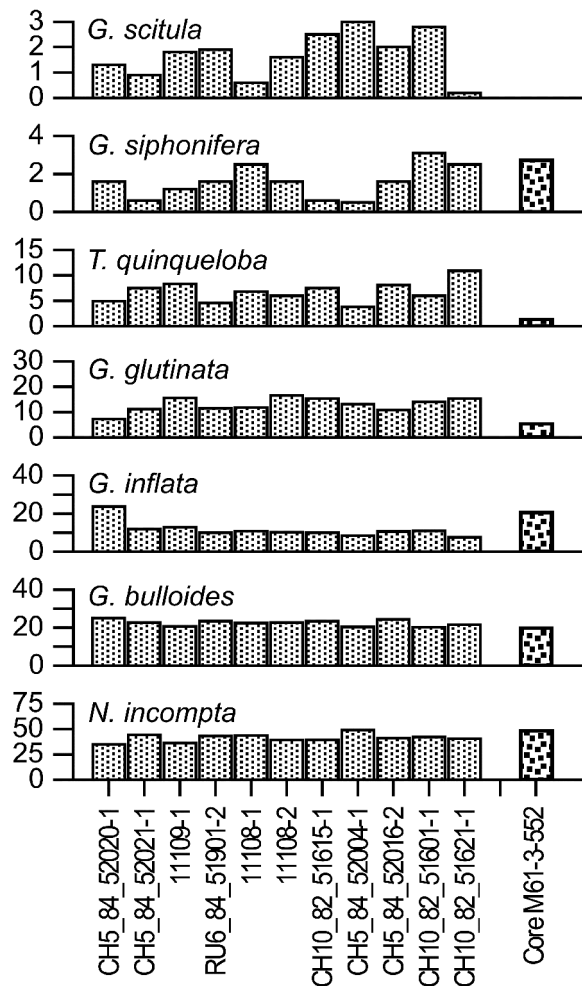 G. scitula
3
2
1
0
G. siphonifera
4
2
0
T. quinqueloba
15
10
5
0
G. glutinata
30
20
10
0
G. inflata
40
20
0
G. bulloides
40
20
0
N. incompta
75
50
25
0
CH5_84_52020-1
CH5_84_52021-1
11109-1
RU6_84_51901-2
11108-1
11108-2
CH10_82_51615-1
CH5_84_52004-1
CH5_84_52016-2
CH10_82_51601-1
CH10_82_51621-1
Core M61-3-552